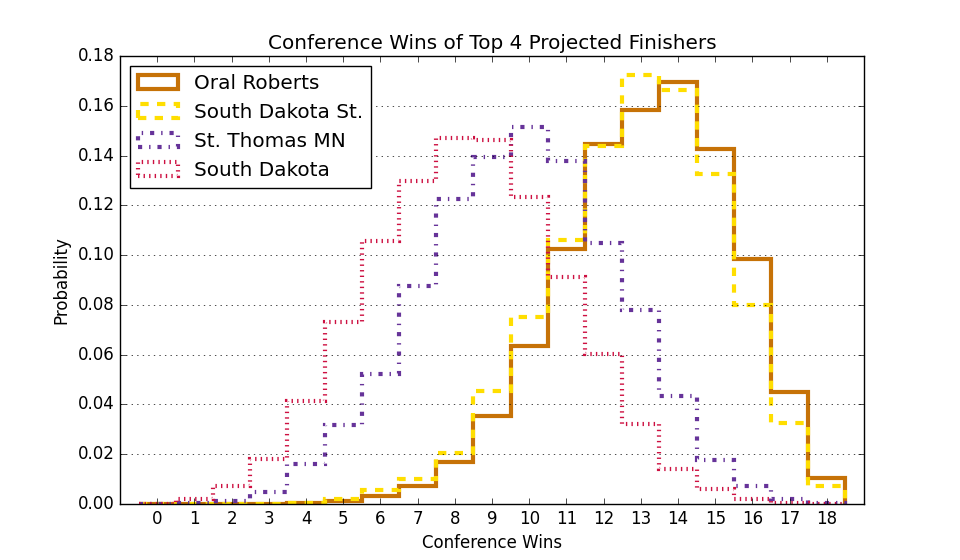 Conference Wins of Top 4 Projected Finishers
0.18
0.16
0.14
0.12
0.10
0.08
0.06
0.04
0.02
0.00
Probability
Oral Roberts
South Dakota St.
St. Thomas MN
South Dakota
0 1 2 3 4 5 6 7 8 9 10 11 12 13 14 15 16 17 18
Conference Wins